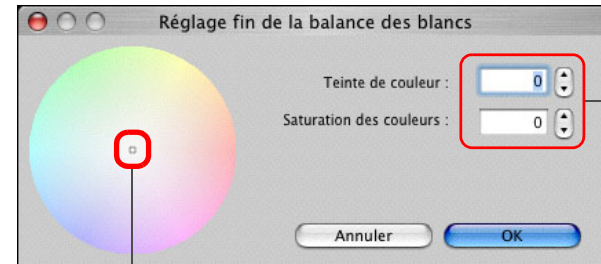 Réglage fin de la balance des blancs
Teinte de couleur : 0
Saturation des couleurs : 0
Annuler OK